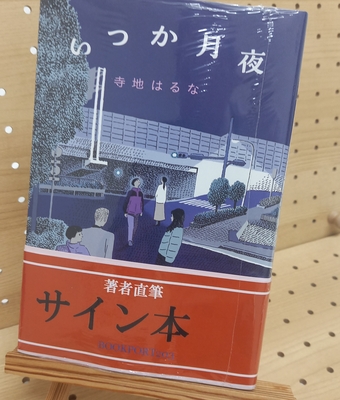 いつか月夜
寺地はるな
著者直筆
サイン本